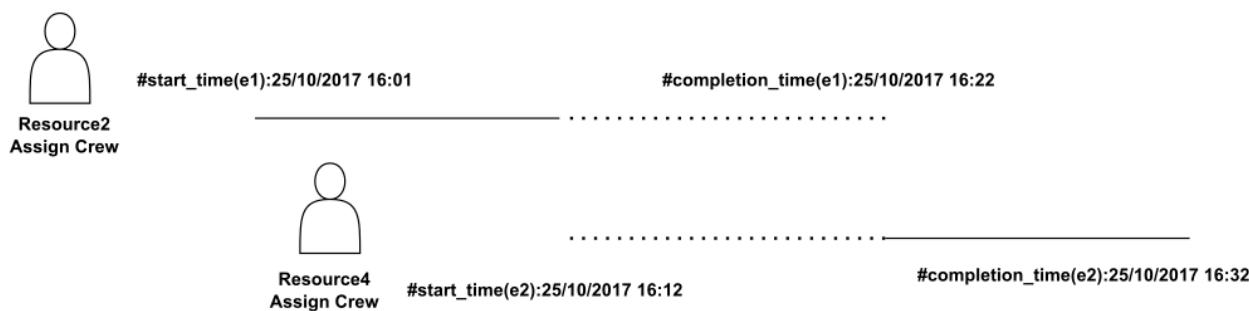 #start_time(e1):25/10/2017 16:01
#completion_time(e1):25/10/2017 16:22
Resource2
Assign Crew
Resource4
Assign Crew
#start_time(e2):25/10/2017 16:12
#completion_time(e2):25/10/2017 16:32